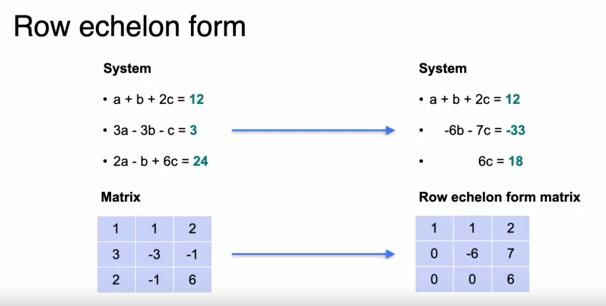 Row echelon form
System
• a + b + 2c = 12
• 3a - 3b - c = 3
• 2a - b + 6c = 24
System
• a + b + 2c = 12
• -6b - 7c = -33
• 6c = 18
Matrix
1 1 2
3 -3 -1
2 -1 6
Row echelon form matrix
1 1 2
0 -6 7
0 0 6